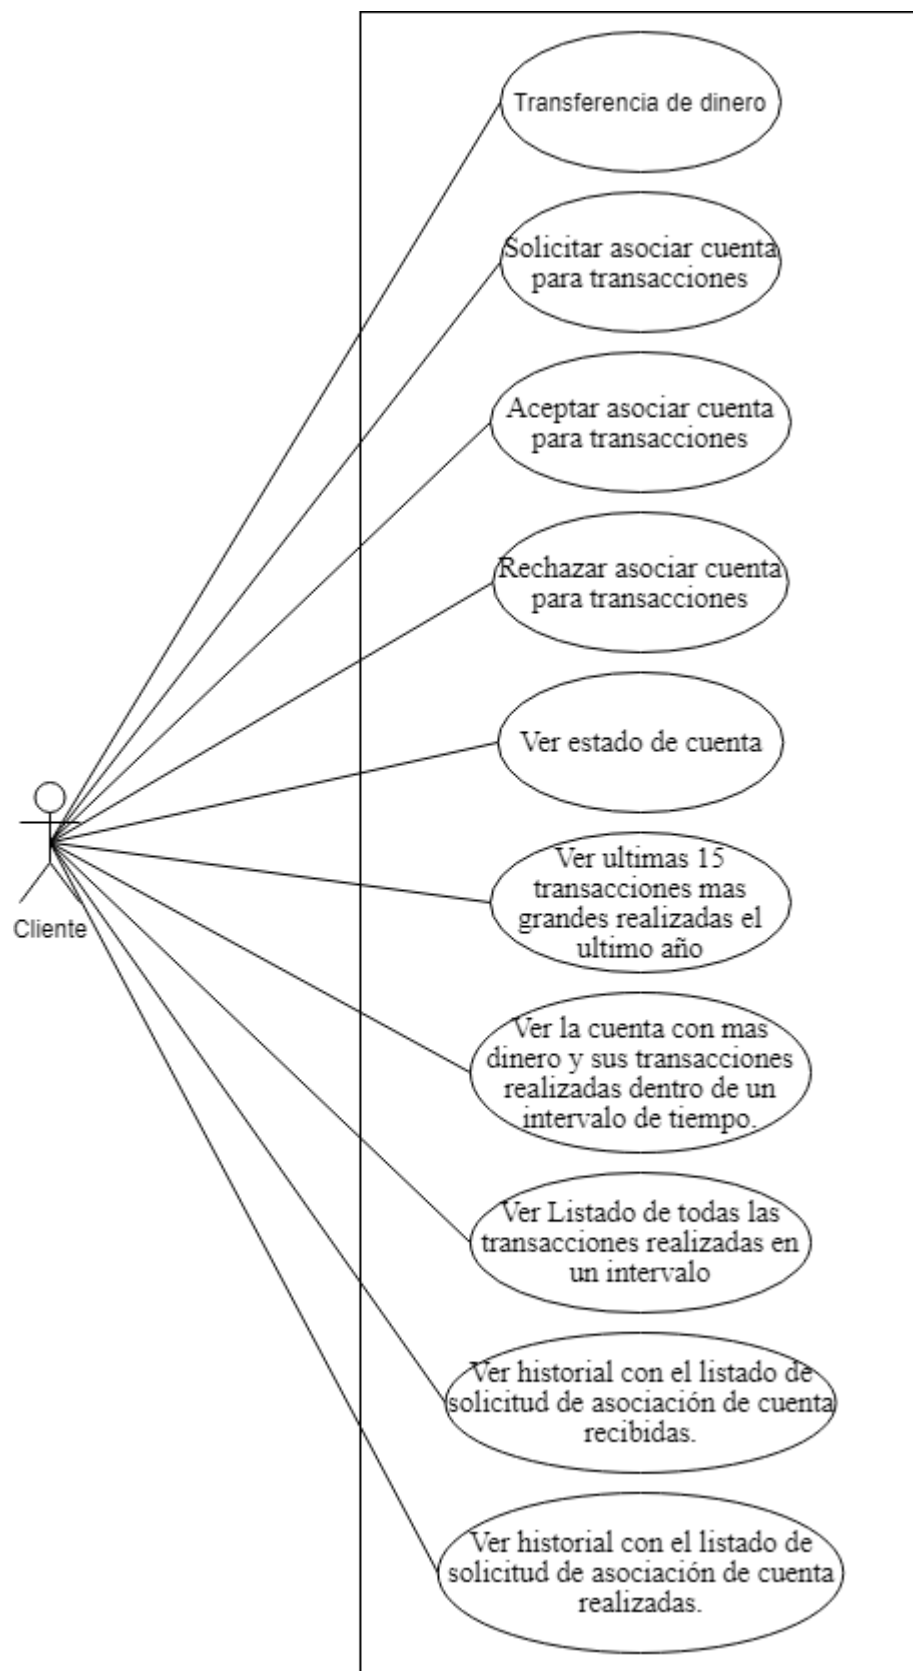 Transferencia de dinero
Solicitar asociar cuenta
para transacciones
Aceptar asociar cuenta
para transacciones
Rechazar asociar cuenta
para transacciones
Ver estado de cuenta
Ver ultimas 15
transacciones mas
grandes realizadas el
ultimo año
Cliente
Ver la cuenta con mas
dinero y sus transacciones
realizadas dentro de un
intervalo de tiempo.
Ver Listado de todas las
transacciones realizadas en
un intervalo
Ver historial con el listado de
solicitud de asociación de cuenta
recibidas.
Ver historial con el listado de
solicitud de asociación de cuenta
realizadas.